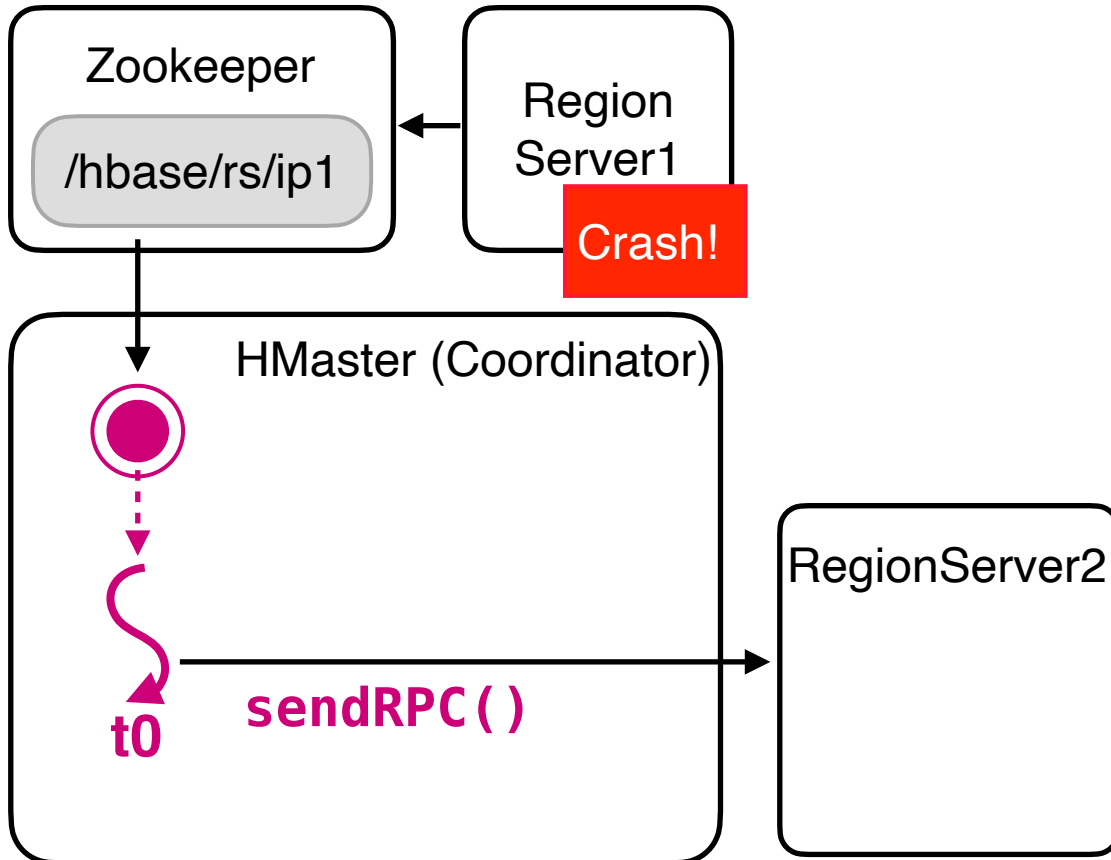 Zookeeper
/hbase/rs/ip1
Region
Server1
Crash!
HMaster (Coordinator)
RegionServer2
sendRPC()
t0